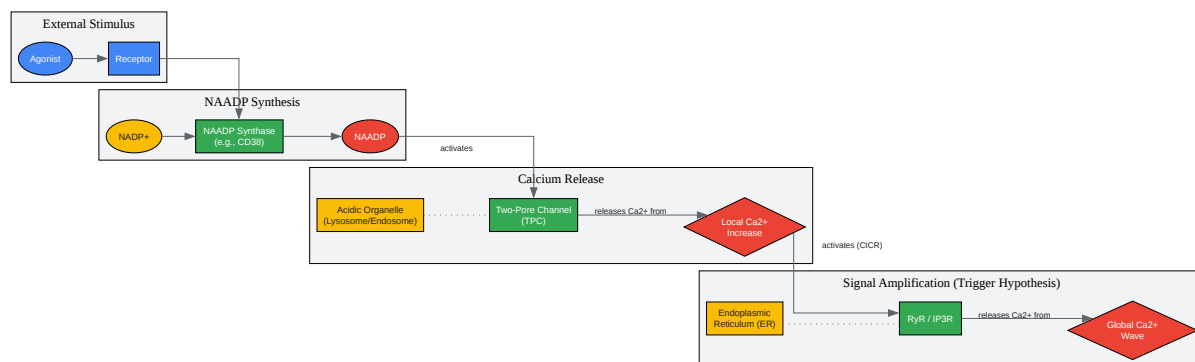 External Stimulus
Agonist
Receptor
NAADP Synthesis
NADP+
NAADP Synthase
(e.g., CD38)
NAADP
activates
Calcium Release
Acidic Organelle
(Lysosome/Endosome)
Two-Pore Channel
(TPC)
releases Ca2+ from
Local Ca2+
Increase
activates (CICR)
Signal Amplification (Trigger Hypothesis)
Endoplasmic
Reticulum (ER)
RyR / IP3R
releases Ca2+ from
Global Ca2+
Wave